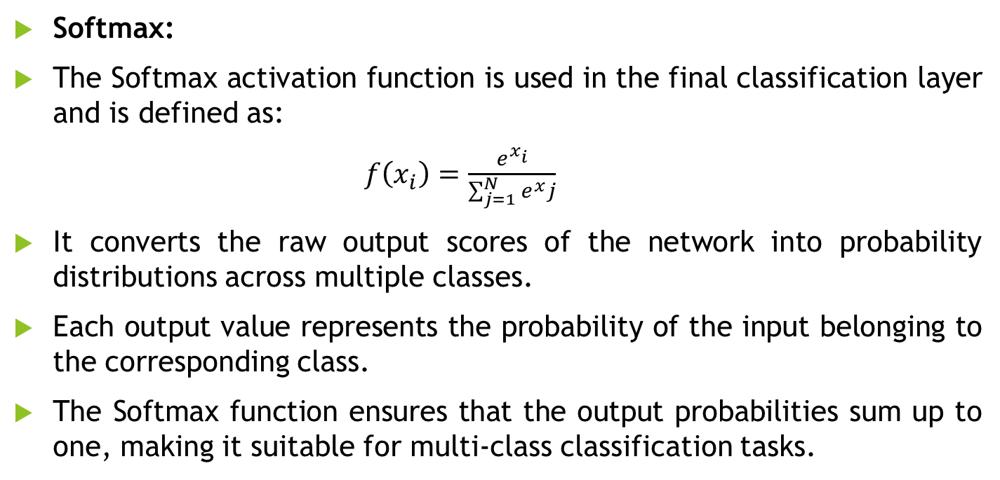 Softmax:
The Softmax activation function is used in the final classification layer
and is defined as:
f(x_i) = e^{x_i} / ∑_{j=1}^{N} e^x j
It converts the raw output scores of the network into probability
distributions across multiple classes.
Each output value represents the probability of the input belonging to
the corresponding class.
The Softmax function ensures that the output probabilities sum up to
one, making it suitable for multi-class classification tasks.